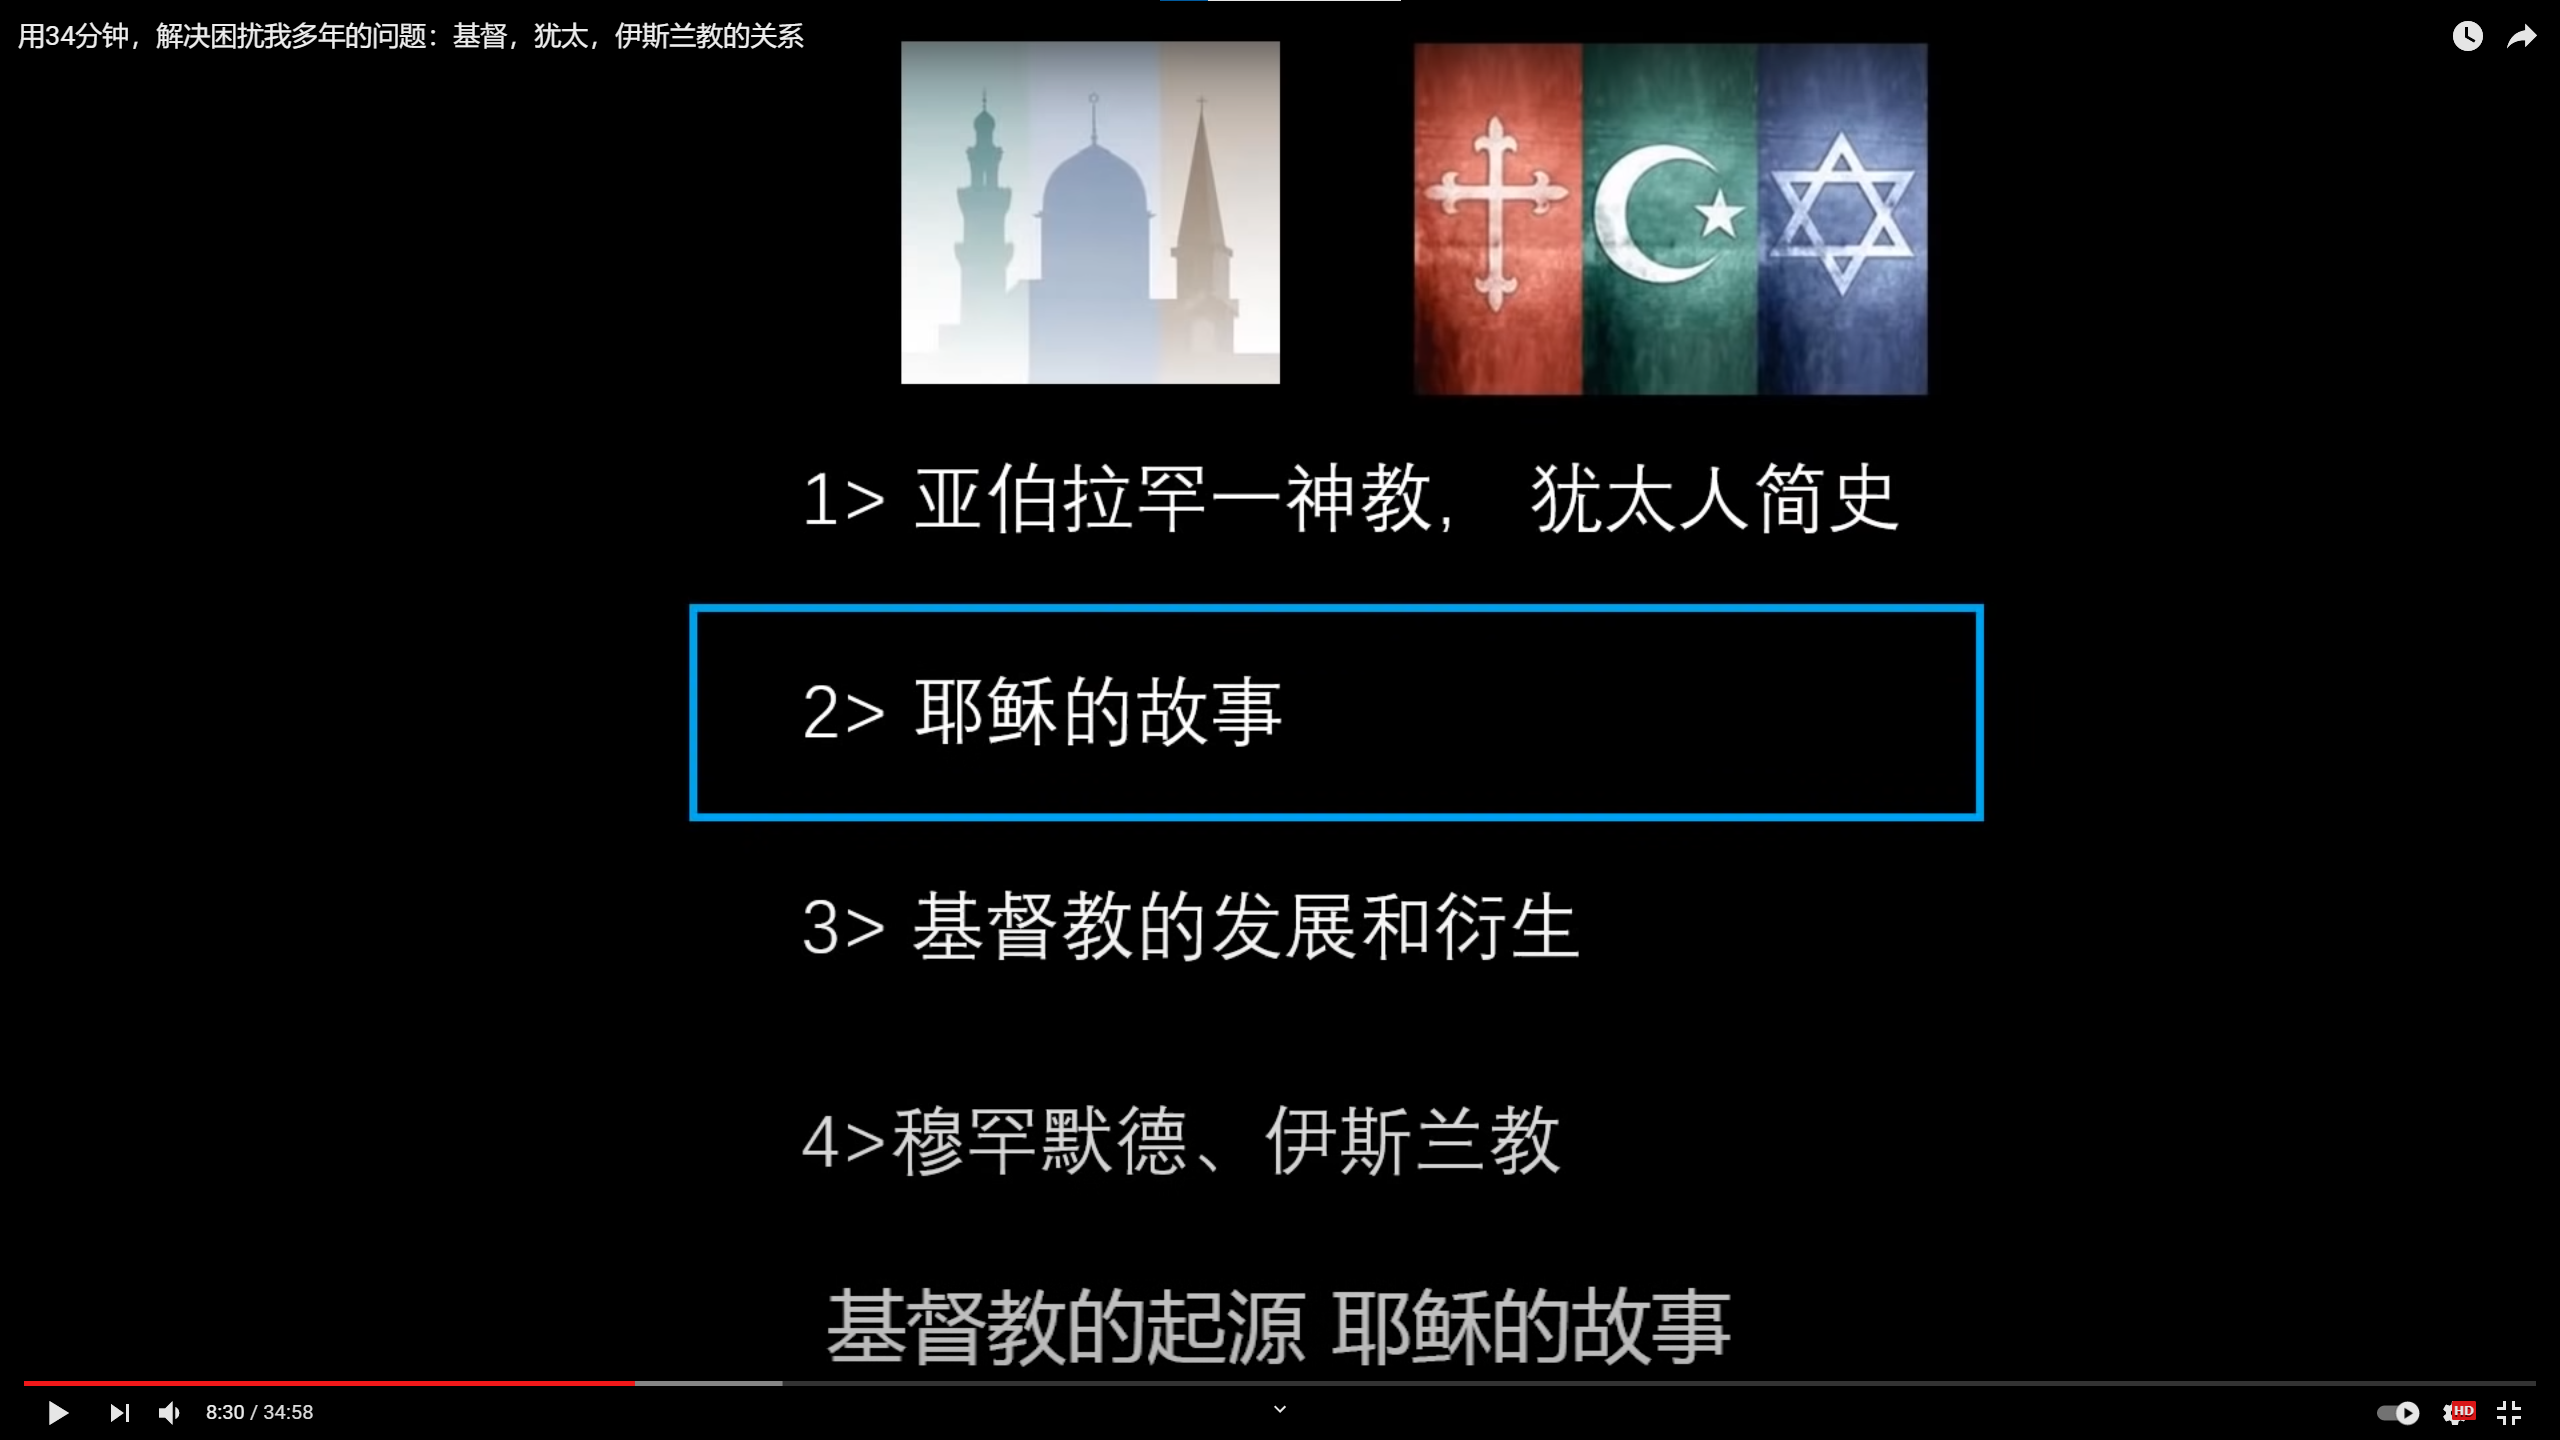 用34分钟，解决困扰我多年的问题：基督，犹太，伊斯兰教的关系
1> 亚伯拉罕一神教， 犹太人简史
2> 耶稣的故事
3> 基督教的发展和衍生
4>穆罕默德、伊斯兰教
基督教的起源 耶稣的故事
8:30 / 34:58
HD